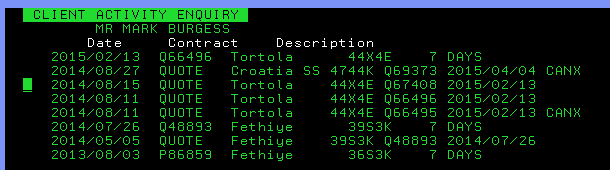 CLIENT ACTIVITY ENQUIRY
MR MARK BURGESS
Date Contract Description
2015/02/13 Q66496 Tortola 44X4E 7 DAYS
2014/08/27 QUOTE Croatia SS 4744K Q69373 2015/04/04 CANX
2014/08/15 QUOTE Tortola 44X4E Q67408 2015/02/13
2014/08/11 QUOTE Tortola 44X4E Q66496 2015/02/13
2014/08/11 QUOTE Tortola 44X4E Q66495 2015/02/13 CANX
2014/07/26 Q48893 Fethiye 39S3K 7 DAYS
2014/05/05 QUOTE Fethiye 39S3K Q48893 2014/07/26
2013/08/03 P86859 Fethiye 36S3K 7 DAYS